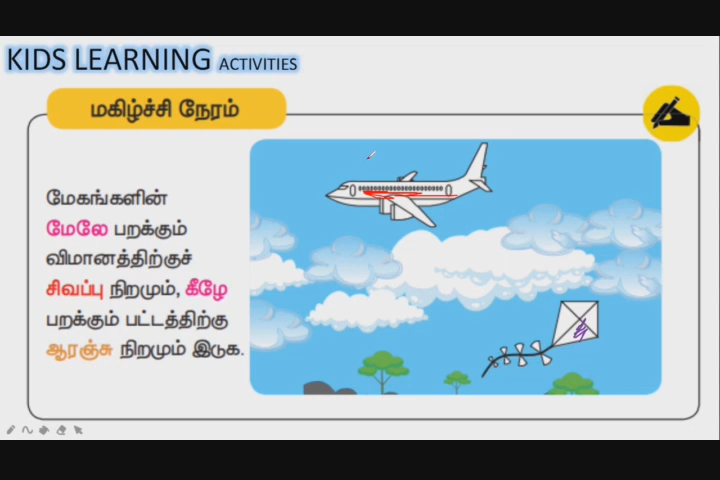 KIDS LEARNING ACTIVITIES
மகிழ்ச்சி நேரம்
மேகங்களின்
மேலே பறக்கும்
விமானத்திற்குச்
சிவப்பு நிறமும், கீழே
பறக்கும் பட்டத்திற்கு
ஆரஞ்சு நிறமும் இடுக.